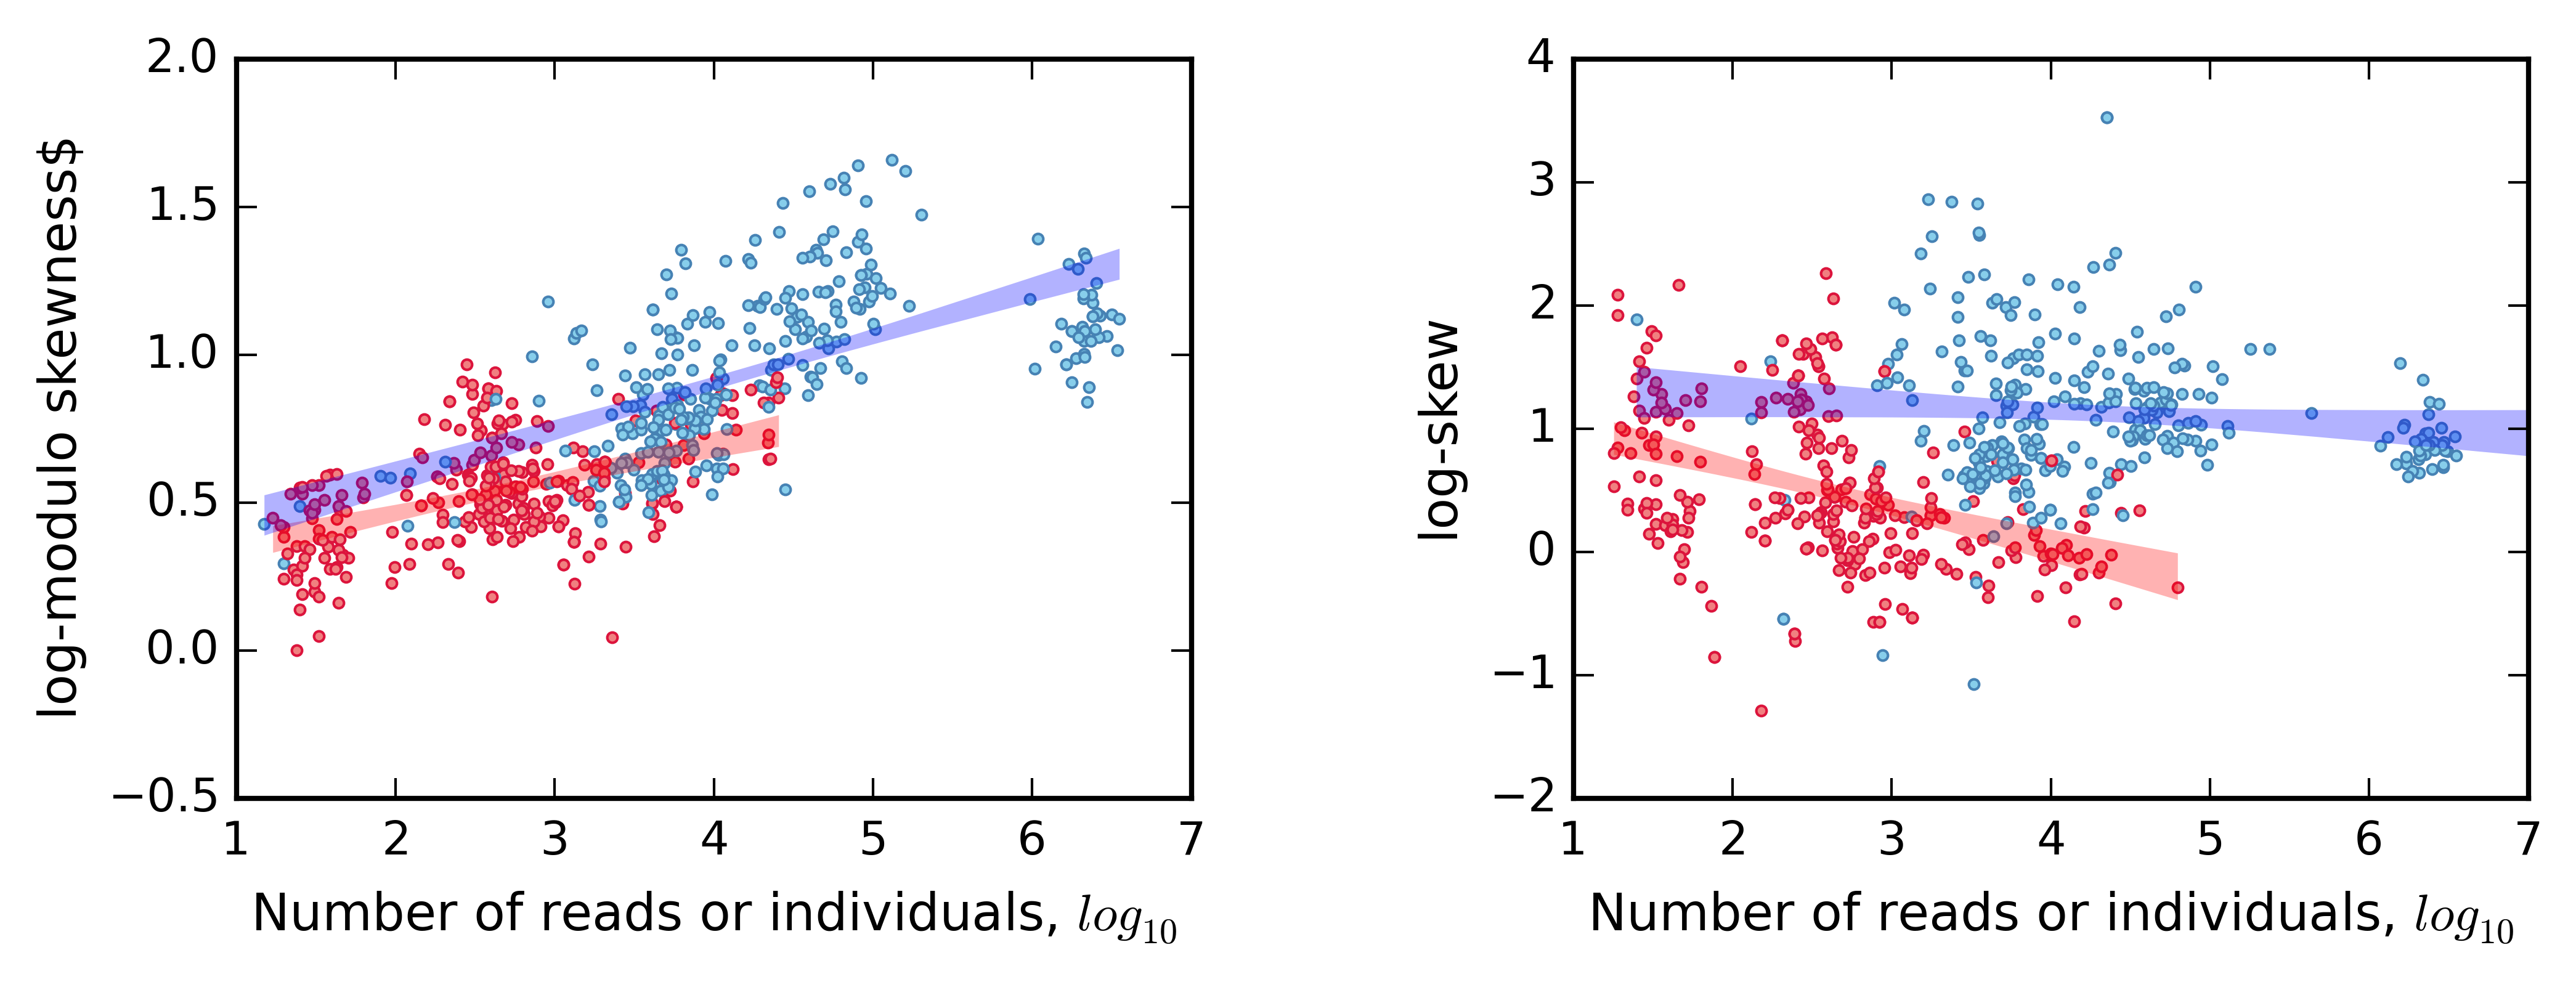 log-modulo skewness$
2.0
1.5
1.0
0.5
0.0
−0.5
1 2 3 4 5 6 7
Number of reads or individuals, log10
log-skew
4
3
2
1
0
−1
−2
1 2 3 4 5 6 7
Number of reads or individuals, log10